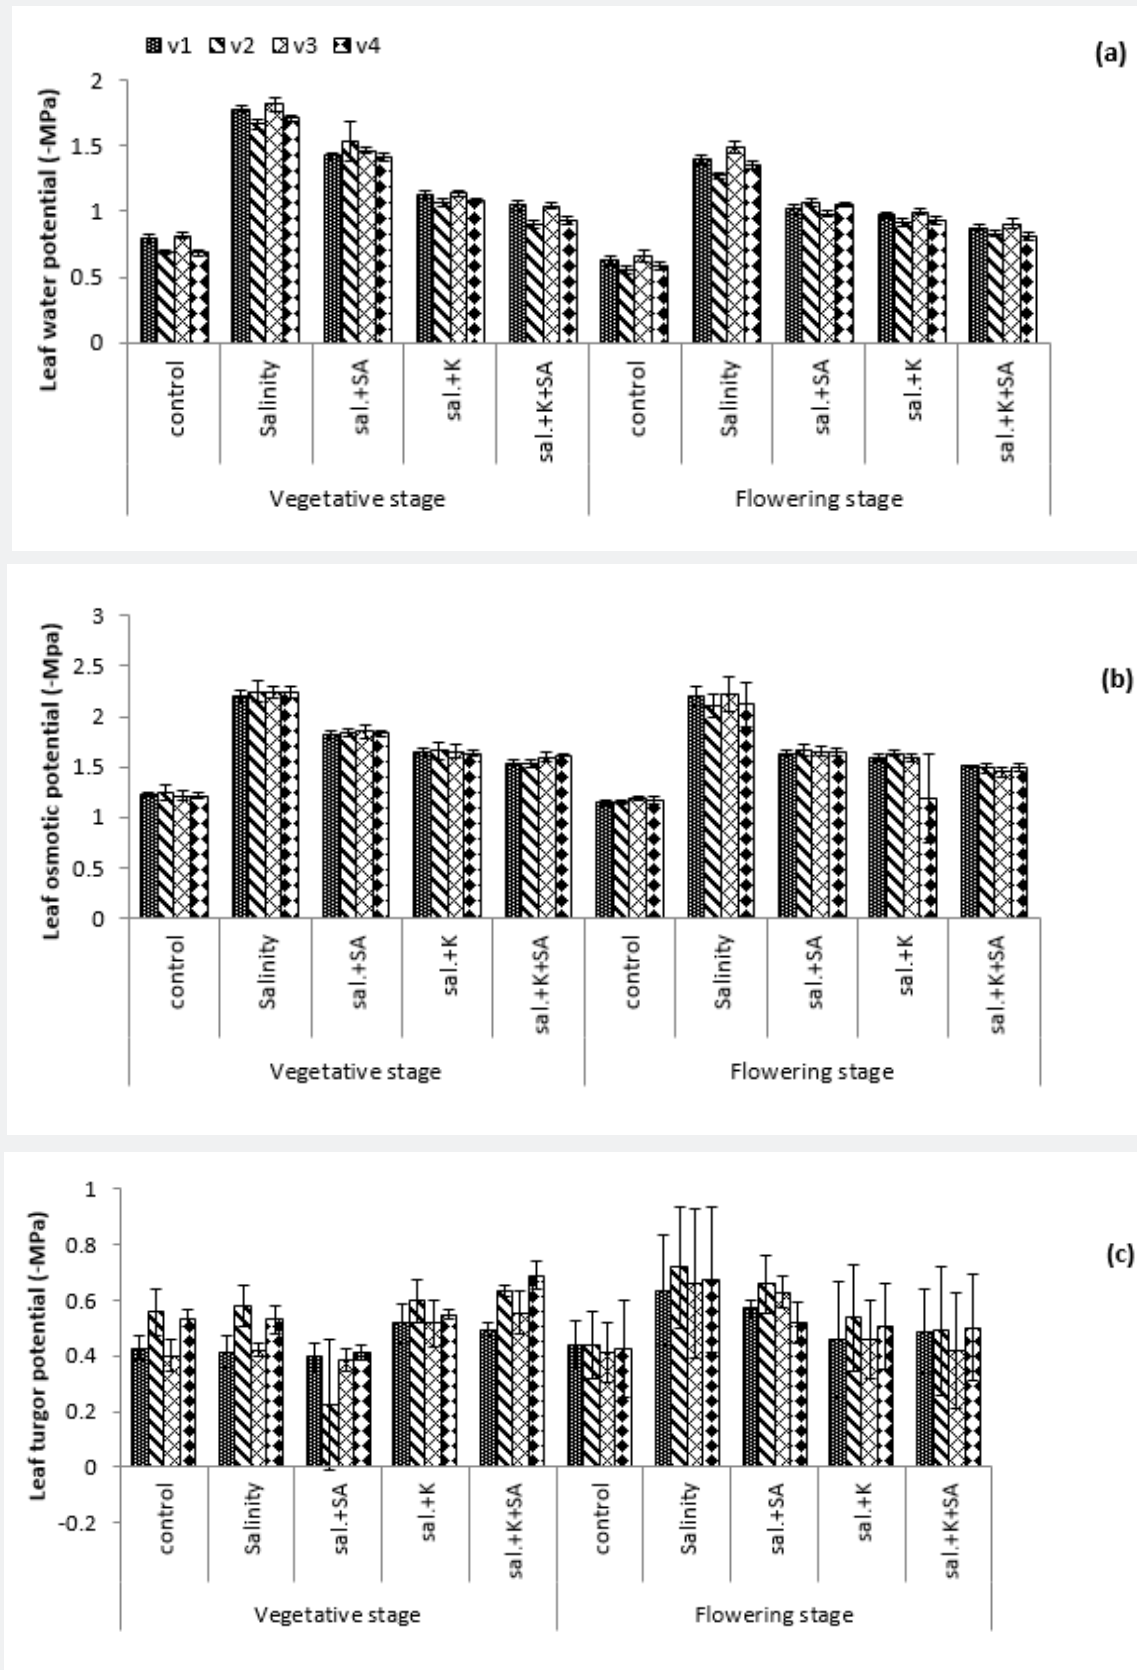 v1 v2 v3 v4
(a)
Leaf water potential (-MPa)
2
1.5
1
0.5
0
control Salinity sal.+SA sal.+K sal.+K+SA control Salinity sal.+SA sal.+K sal.+K+SA
Vegetative stage Flowering stage
(b)
Leaf osmotic potential (-Mpa)
3
2.5
2
1.5
1
0.5
0
control Salinity sal.+SA sal.+K sal.+K+SA control Salinity sal.+SA sal.+K sal.+K+SA
Vegetative stage Flowering stage
(c)
Leaf turgor potential (-MPa)
1
0.8
0.6
0.4
0.2
0
-0.2
control Salinity sal.+SA sal.+K sal.+K+SA control Salinity sal.+SA sal.+K sal.+K+SA
Vegetative stage Flowering stage